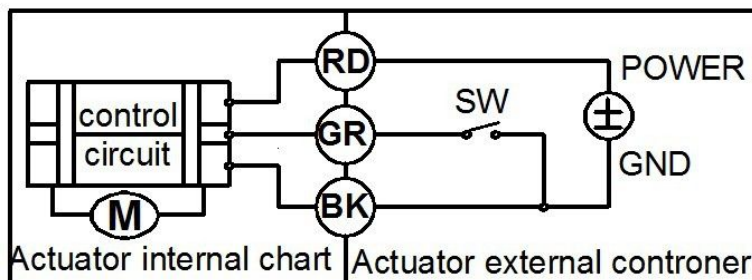 RD
POWER
SW
control
GR
±
circuit
GND
M
BK
Actuator internal chart
Actuator external controner